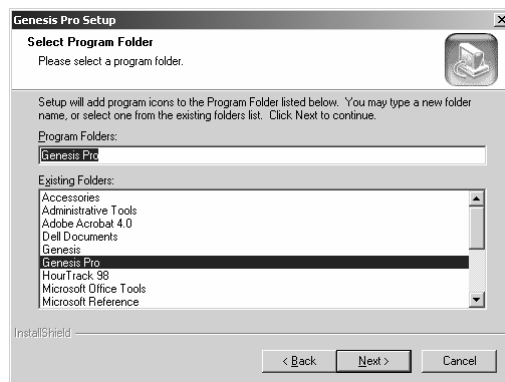 Genesis Pro Setup
Select Program Folder
Please select a program folder.
Setup will add program icons to the Program Folder listed below. You may type a new folder
name, or select one from the existing folders list. Click Next to continue.
Program Folders:
Genesis Pro
Existing Folders:
Accessories
Administrative Tools
Adobe Acrobat 4.0
Dell Documents
Genesis
Genesis Pro
HourTrack 98
Microsoft Office Tools
Microsoft Reference
InstallShield
< Back
Next >
Cancel